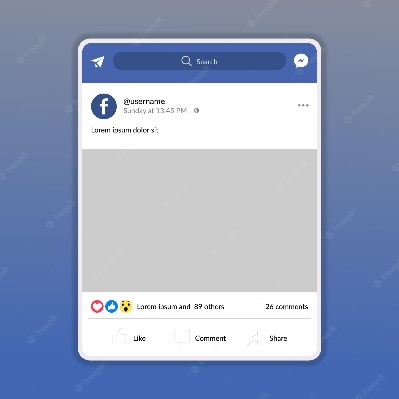 Search
f
@username
Sunday at 13:45 PM
Lorem ipsum dolor sit
Lorem ipsum and 89 others
26 comments
Like
Comment
Share